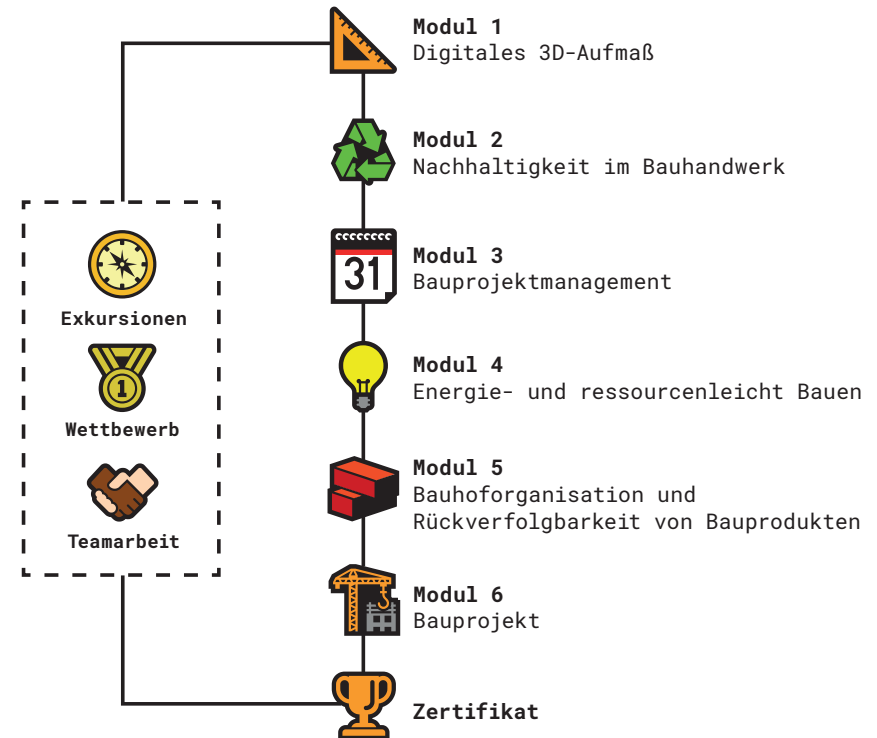 Modul 1
Digitales 3D-Aufmaß
Modul 2
Nachhaltigkeit im Bauhandwerk
Modul 3
Bauprojektmanagement
31
Modul 4
Energie- und ressourcenleicht Bauen
Modul 5
Bauhoforganisation und
Rückverfolgbarkeit von Bauprodukten
Modul 6
Bauprojekt
Zertifikat
Exkursionen
1
Wettbewerb
Teamarbeit